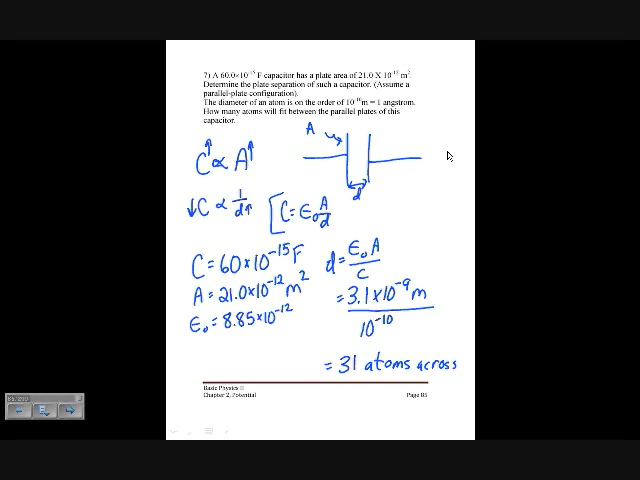 7) A 60.0×10⁻¹⁵ F capacitor has a plate area of 21.0 X 10⁻¹² m².
Determine the plate separation of such a capacitor. (Assume a
parallel-plate configuration).
The diameter of an atom is on the order of 10⁻¹⁰m = 1 angstrom.
How many atoms will fit between the parallel plates of this
capacitor.
A
C↑ ∝ A↑
d
↓C ∝ 1/d↑
[C = ε₀ A/d
C = 60×10⁻¹⁵ F
d = ε₀ A/C
A = 21.0×10⁻¹² m²
= 3.1×10⁻⁹ m
ε₀ = 8.85×10⁻¹²
10⁻¹⁰
= 31 atoms across
Basic Physics II
Chapter 2, Potential
Page 85